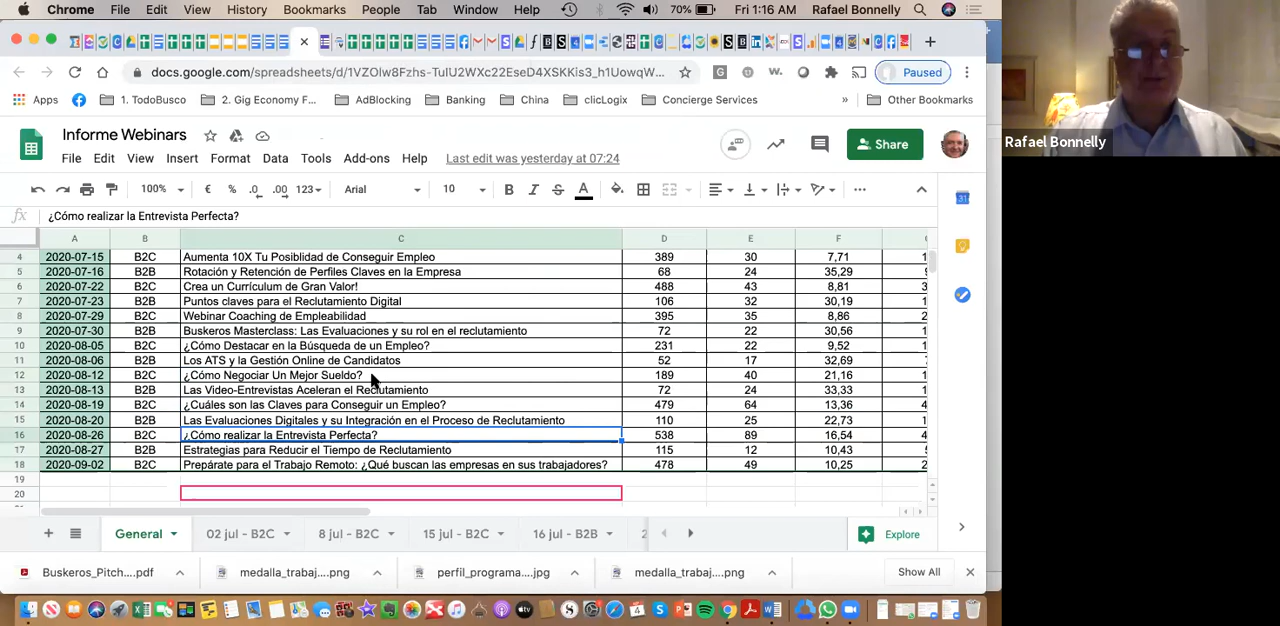 Chrome File Edit View History Bookmarks People Tab Window Help 70% Fri 1:16 AM Rafael Bonnelly
docs.google.com/spreadsheets/d/1VZOlw8Fzhs-TulU2WXc22EseD4XSKKis3_h1UowqW... Paused
Apps 1. TodoBusco 2. Gig Economy F... AdBlocking Banking China clicLogix Concierge Services » Other Bookmarks
Rafael Bonnelly
Informe Webinars
File Edit View Insert Format Data Tools Add-ons Help Last edit was yesterday at 07:24
Share
100% € % .0 .00 123 Arial 10 B I S A
fx ¿Cómo realizar la Entrevista Perfecta?
A B C D E F
4 2020-07-15 B2C Aumenta 10X Tu Posiblidad de Conseguir Empleo 389 30 7,71
5 2020-07-16 B2B Rotación y Retención de Perfiles Claves en la Empresa 68 24 35,29
6 2020-07-22 B2C Crea un Currículum de Gran Valor! 488 43 8,81
7 2020-07-23 B2B Puntos claves para el Reclutamiento Digital 106 32 30,19
8 2020-07-29 B2C Webinar Coaching de Empleabilidad 395 35 8,86
9 2020-07-30 B2B Buskeros Masterclass: Las Evaluaciones y su rol en el reclutamiento 72 22 30,56
10 2020-08-05 B2C ¿Cómo Destacar en la Búsqueda de un Empleo? 231 22 9,52
11 2020-08-06 B2B Los ATS y la Gestión Online de Candidatos 52 17 32,69
12 2020-08-12 B2C ¿Cómo Negociar Un Mejor Sueldo? 189 40 21,16
13 2020-08-13 B2B Las Video-Entrevistas Aceleran el Reclutamiento 72 24 33,33
14 2020-08-19 B2C ¿Cuáles son las Claves para Conseguir un Empleo? 479 64 13,36
15 2020-08-20 B2B Las Evaluaciones Digitales y su Integración en el Proceso de Reclutamiento 110 25 22,73
16 2020-08-26 B2C ¿Cómo realizar la Entrevista Perfecta? 538 89 16,54
17 2020-08-27 B2B Estrategias para Reducir el Tiempo de Reclutamiento 115 12 10,43
18 2020-09-02 B2C Prepárate para el Trabajo Remoto: ¿Qué buscan las empresas en sus trabajadores? 478 49 10,25
19
20
General 02 jul - B2C 8 jul - B2C 15 jul - B2C 16 jul - B2B 2 Explore
Buskeros_Pitch....pdf medalla_trabaj....png perfil_programa....jpg medalla_trabaj....png Show All